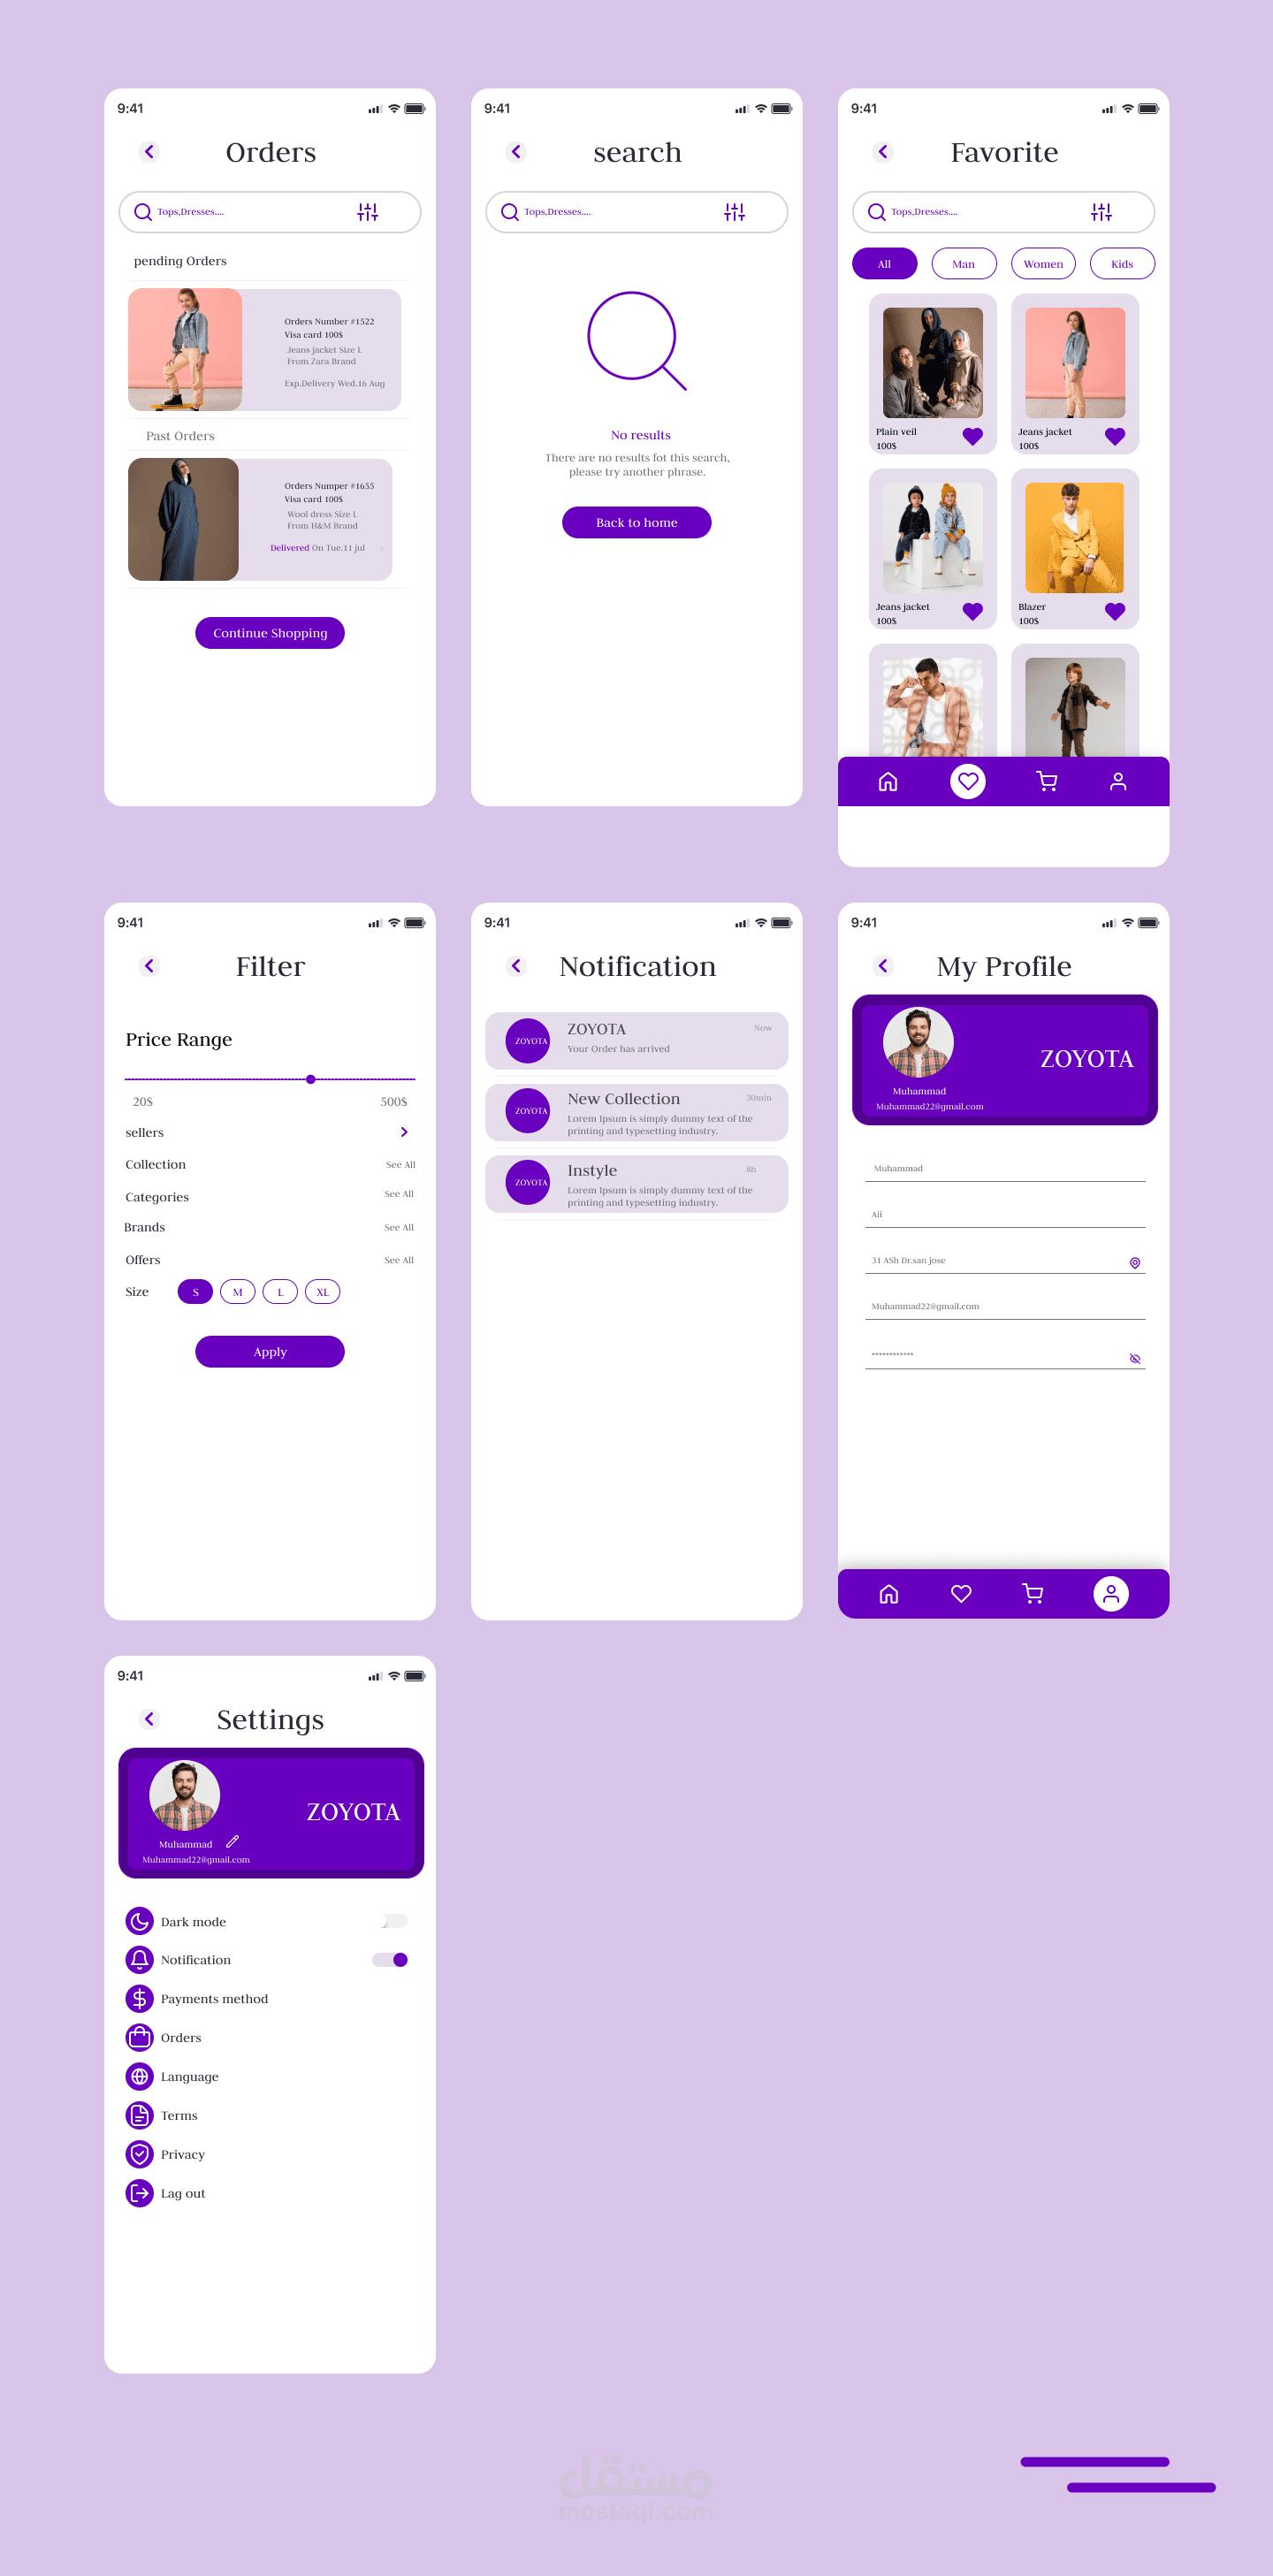 9:41
Orders
Tops,Dresses....
pending Orders
Orders Number #1522
Visa card 100$
Jeans jacket Size L
From Zara Brand
Exp.Delivery Wed.16 Aug
Past Orders
Orders Numper #1655
Visa card 100$
Wool dress Size L
From H&M Brand
Delivered On Tue.11 jul
Continue Shopping
9:41
search
Tops,Dresses....
No results
There are no results fot this search,
please try another phrase.
Back to home
9:41
Favorite
Tops,Dresses....
All Man Women Kids
Plain veil
100$
Jeans jacket
100$
Jeans jacket
100$
Blazer
100$
9:41
Filter
Price Range
20$ 500$
sellers
Collection See All
Categories See All
Brands See All
Offers See All
Size S M L XL
Apply
9:41
Notification
ZOYOTA
ZOYOTA Now
Your Order has arrived
ZOYOTA
New Collection 30min
Lorem Ipsum is simply dummy text of the
printing and typesetting industry.
ZOYOTA
Instyle 8h
Lorem Ipsum is simply dummy text of the
printing and typesetting industry.
9:41
My Profile
ZOYOTA
Muhammad
Muhammad22@gmail.com
Muhammad
Aii
31 ASh Dr.san jose
Muhammad22@gmail.com
************
9:41
Settings
ZOYOTA
Muhammad
Muhammad22@gmail.com
Dark mode
Notification
Payments method
Orders
Language
Terms
Privacy
Lag out
مستقل
mostaql.com